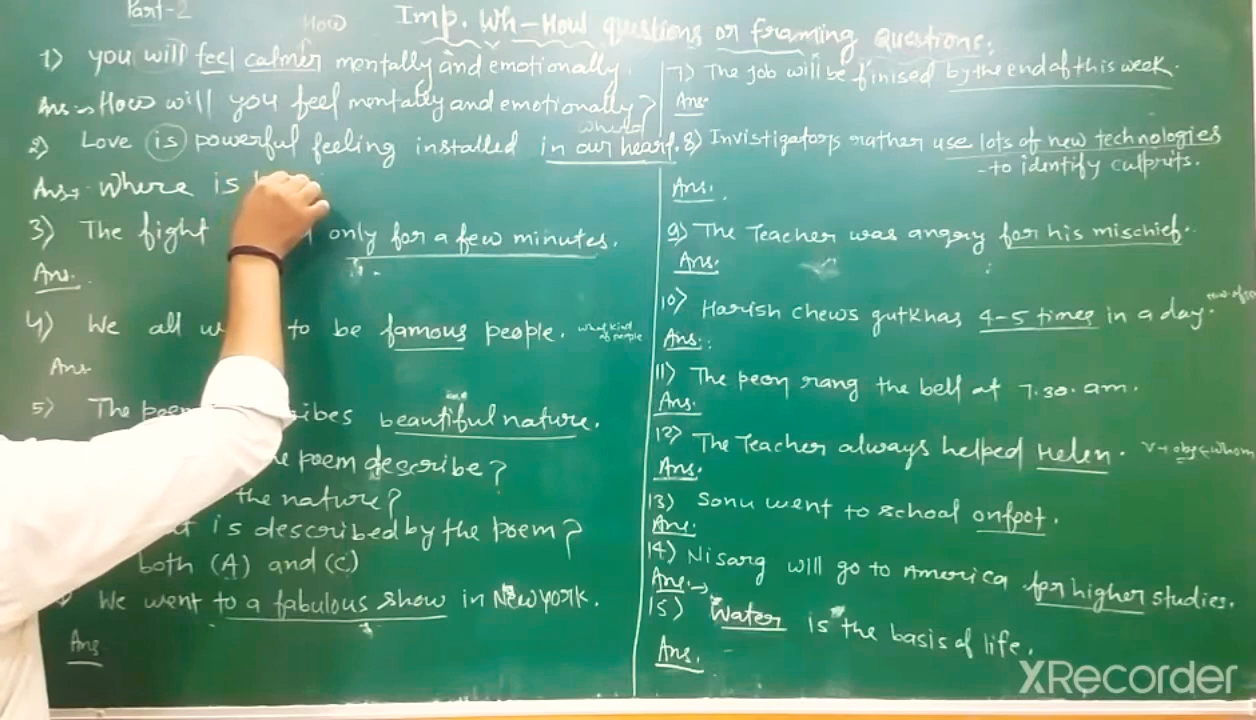 Part-2
Imp. Wh-How questions or framing Questions:
How
1) you will feel calmer mentally and emotionally.
Ans:→ How will you feel mentally and emotionally?
where
2) Love is powerful feeling installed in our heart.
Ans→ Where is
3) The fight only for a few minutes.
Ans.
4) We all to be famous people. what kind of people
Ans.
5) The beautiful nature.
poem describe?
the nature?
is described by the poem?
both (A) and (C)
We went to a fabulous show in Newyork.
Ans
7) The job will be finised by the end of this week.
Ans:
8) Invistigators rather use lots of new technologies
- to identify culprits.
Ans.
9) The Teacher was angry for his mischief.
Ans.
10) Harish chews gutkhas 4-5 times in a day.
Ans:
11) The peon rang the bell at 7.30. am.
Ans.
12) The Teacher always helped Helen. V+obj<whom
Ans.
13) Sonu went to school onfoot.
Ans:
14) Nisarg will go to America for higher studies.
Ans.→
15) Water is the basis of life.
Ans.
XRecorder